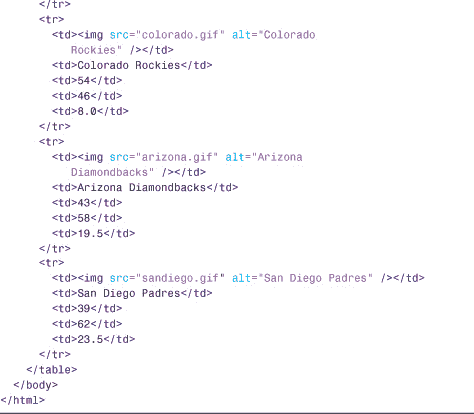 </tr>
<tr>
<td><img src="colorado.gif" alt="Colorado
Rockies" /></td>
<td>Colorado Rockies</td>
<td>54</td>
<td>46</td>
<td>8.0</td>
</tr>
<tr>
<td><img src="arizona.gif" alt="Arizona
Diamondbacks" /></td>
<td>Arizona Diamondbacks</td>
<td>43</td>
<td>58</td>
<td>19.5</td>
</tr>
<tr>
<td><img src="sandiego.gif" alt="San Diego Padres" /></td>
<td>San Diego Padres</td>
<td>39</td>
<td>62</td>
<td>23.5</td>
</tr>
</table>
</body>
</html>